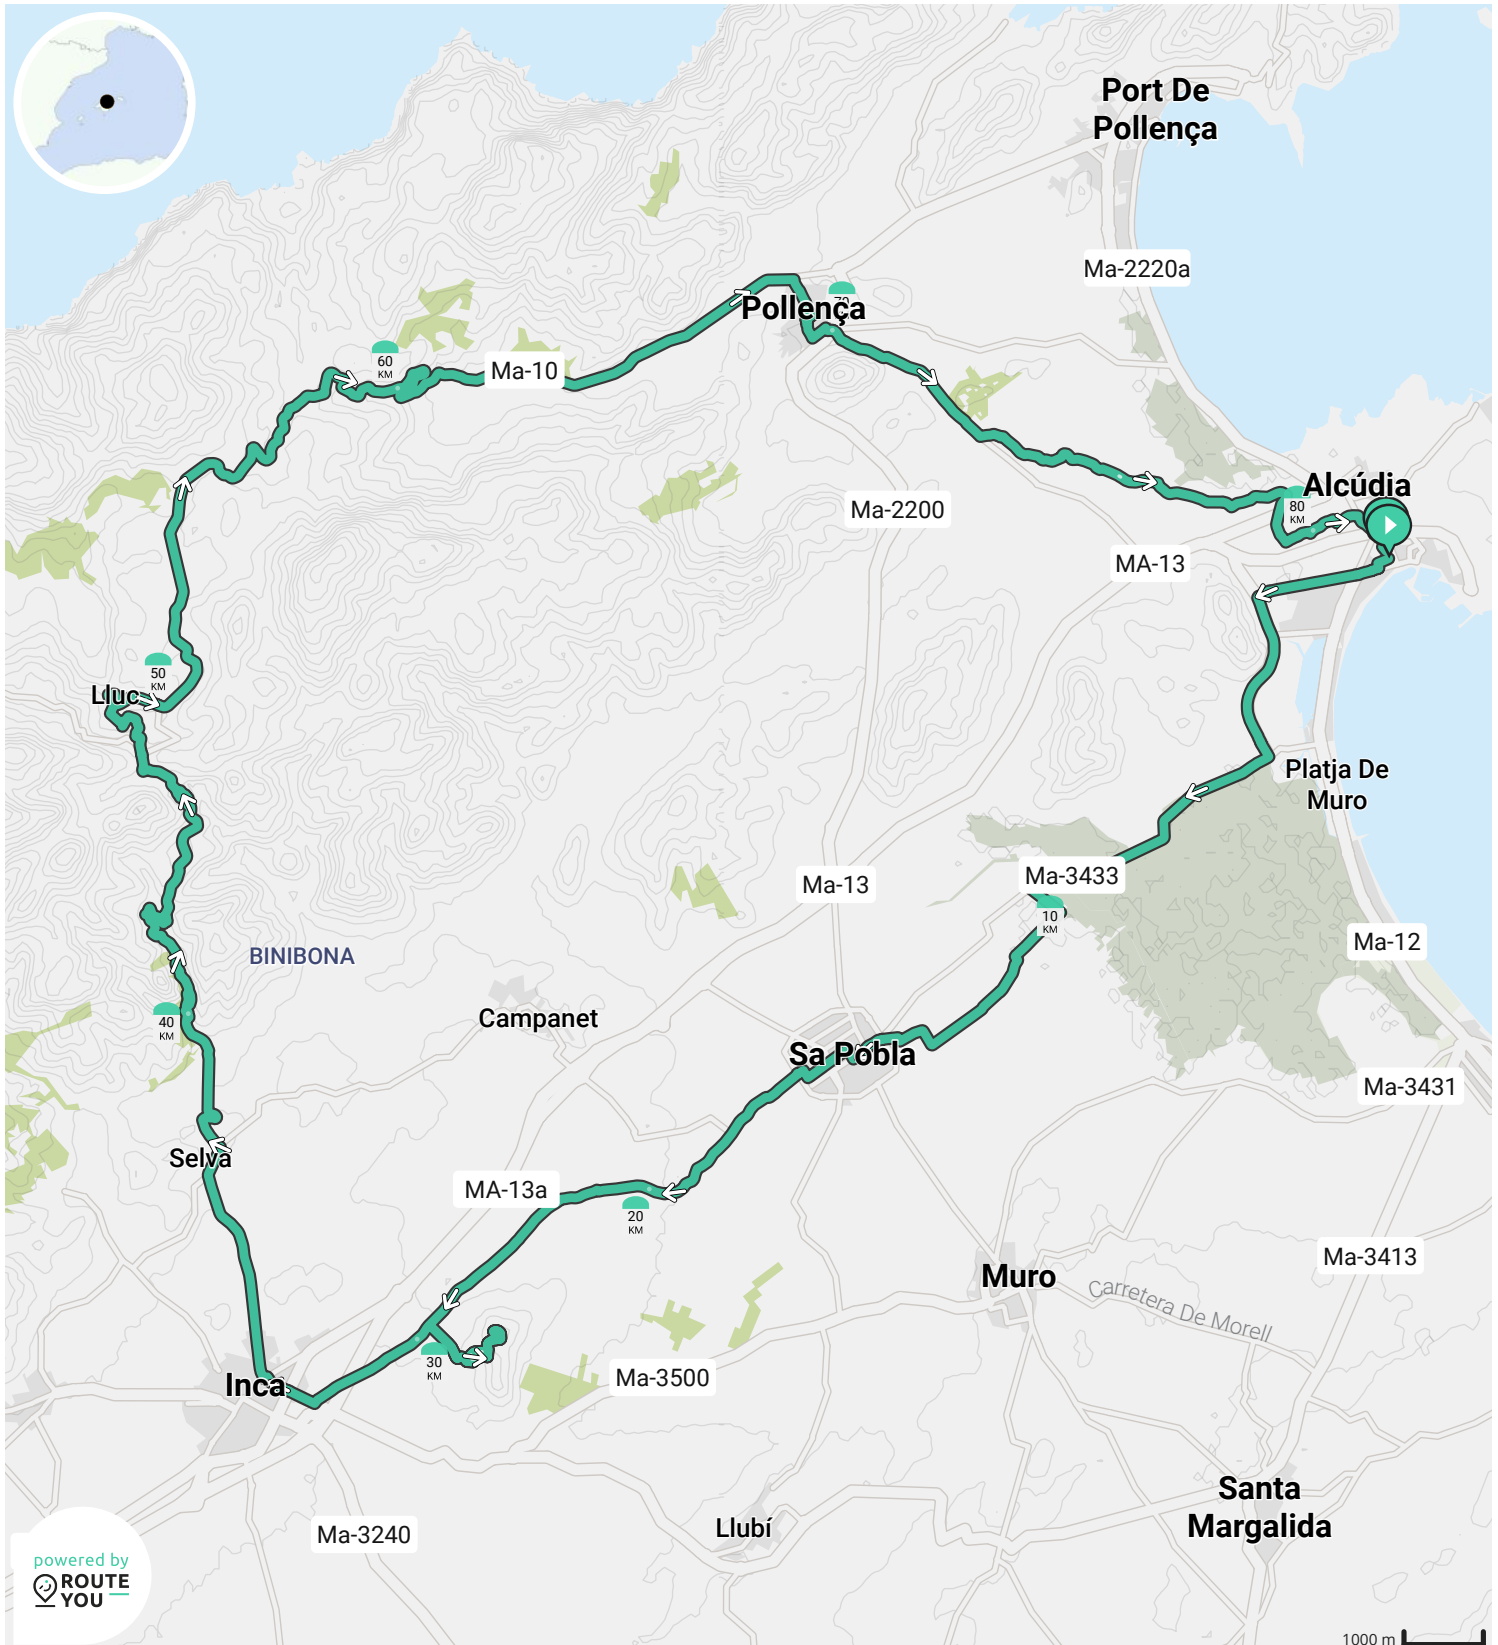 Port De
Pollença
Ma-2220a
70
Pollença
60
KM
Ma-10
Alcúdia
80
KM
Ma-2200
MA-13
50
KM
Lluc
Platja De
Muro
Ma-3433
Ma-13
10
KM
Ma-12
BINIBONA
40
KM
Campanet
Sa Pobla
Ma-3431
Selva
MA-13a
20
KM
Ma-3413
Muro
Carretera De Morell
30
KM
Ma-3500
Inca
Santa
Margalida
Llubí
Ma-3240
powered by
ROUTE
YOU
1000 m